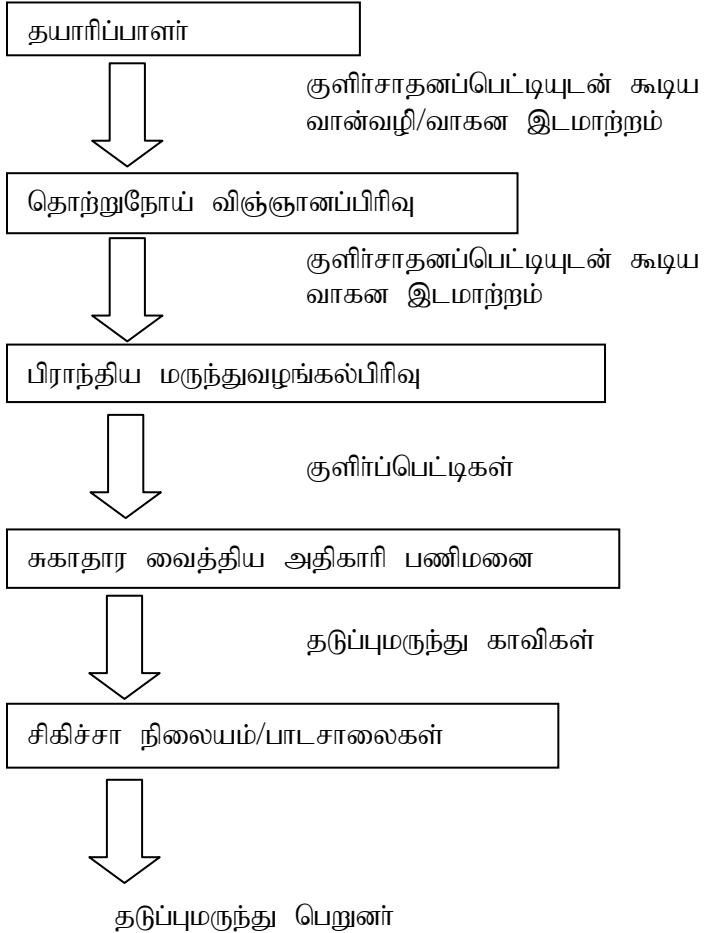 தயாரிப்பாளர்
குளிர்சாதனப்பெட்டியுடன் கூடிய
வான்வழி/வாகன இடமாற்றம்
தொற்றுநோய் விஞ்ஞானப்பிரிவு
குளிர்சாதனப்பெட்டியுடன் கூடிய
வாகன இடமாற்றம்
பிராந்திய மருந்துவழங்கல்பிரிவு
குளிர்ப்பெட்டிகள்
சுகாதார வைத்திய அதிகாரி பணிமனை
தடுப்புமருந்து காவிகள்
சிகிச்சா நிலையம்/பாடசாலைகள்
தடுப்புமருந்து பெறுனர்